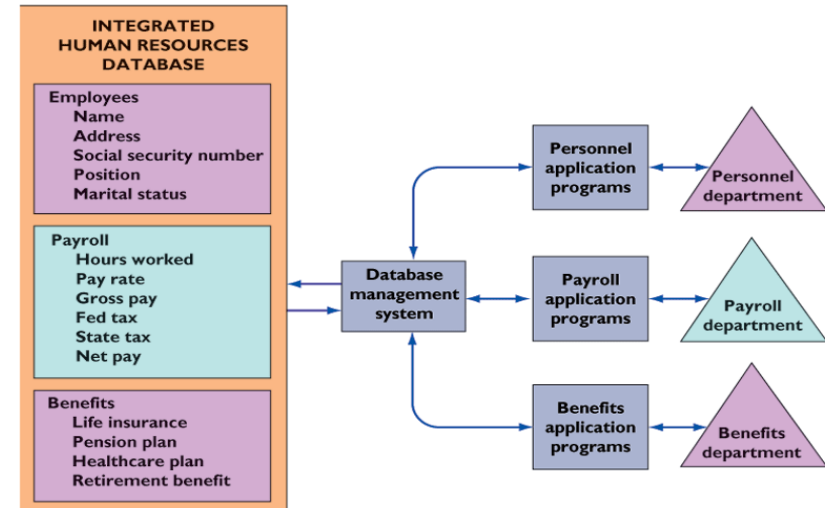 INTEGRATED
HUMAN RESOURCES
DATABASE
Employees
Name
Address
Social security number
Position
Marital status
Payroll
Hours worked
Pay rate
Gross pay
Fed tax
State tax
Net pay
Benefits
Life insurance
Pension plan
Healthcare plan
Retirement benefit
Database
management
system
Personnel
application
programs
Personnel
department
Payroll
application
programs
Payroll
department
Benefits
application
programs
Benefits
department